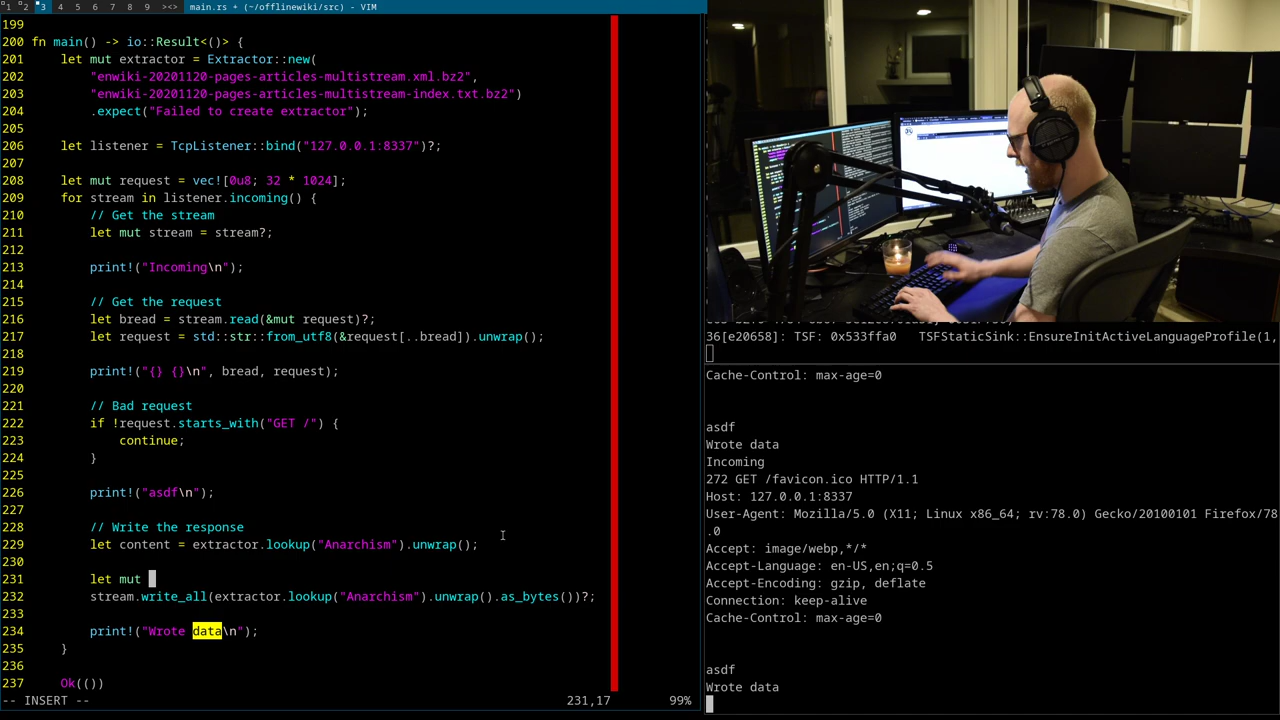 1 2 3 4 5 6 7 8 9 ><> main.rs + (~/offlinewiki/src) - VIM
199
200 fn main() -> io::Result<()> {
201     let mut extractor = Extractor::new(
202         "enwiki-20201120-pages-articles-multistream.xml.bz2",
203         "enwiki-20201120-pages-articles-multistream-index.txt.bz2")
204         .expect("Failed to create extractor");
205
206     let listener = TcpListener::bind("127.0.0.1:8337")?;
207
208     let mut request = vec![0u8; 32 * 1024];
209     for stream in listener.incoming() {
210         // Get the stream
211         let mut stream = stream?;
212
213         print!("Incoming\n");
214
215         // Get the request
216         let bread = stream.read(&mut request)?;
217         let request = std::str::from_utf8(&request[..bread]).unwrap();
218
219         print!("{} {}\n", bread, request);
220
221         // Bad request
222         if !request.starts_with("GET /") {
223             continue;
224         }
225
226         print!("asdf\n");
227
228         // Write the response
229         let content = extractor.lookup("Anarchism").unwrap();
230
231         let mut
232         stream.write_all(extractor.lookup("Anarchism").unwrap().as_bytes())?;
233
234         print!("Wrote data\n");
235     }
236
237     Ok(())
-- INSERT -- 231,17 99%
36[e20658]: TSF: 0x533ffa0   TSFStaticSink::EnsureInitActiveLanguageProfile(1,
Cache-Control: max-age=0
asdf
Wrote data
Incoming
272 GET /favicon.ico HTTP/1.1
Host: 127.0.0.1:8337
User-Agent: Mozilla/5.0 (X11; Linux x86_64; rv:78.0) Gecko/20100101 Firefox/78
.0
Accept: image/webp,*/*
Accept-Language: en-US,en;q=0.5
Accept-Encoding: gzip, deflate
Connection: keep-alive
Cache-Control: max-age=0
asdf
Wrote data